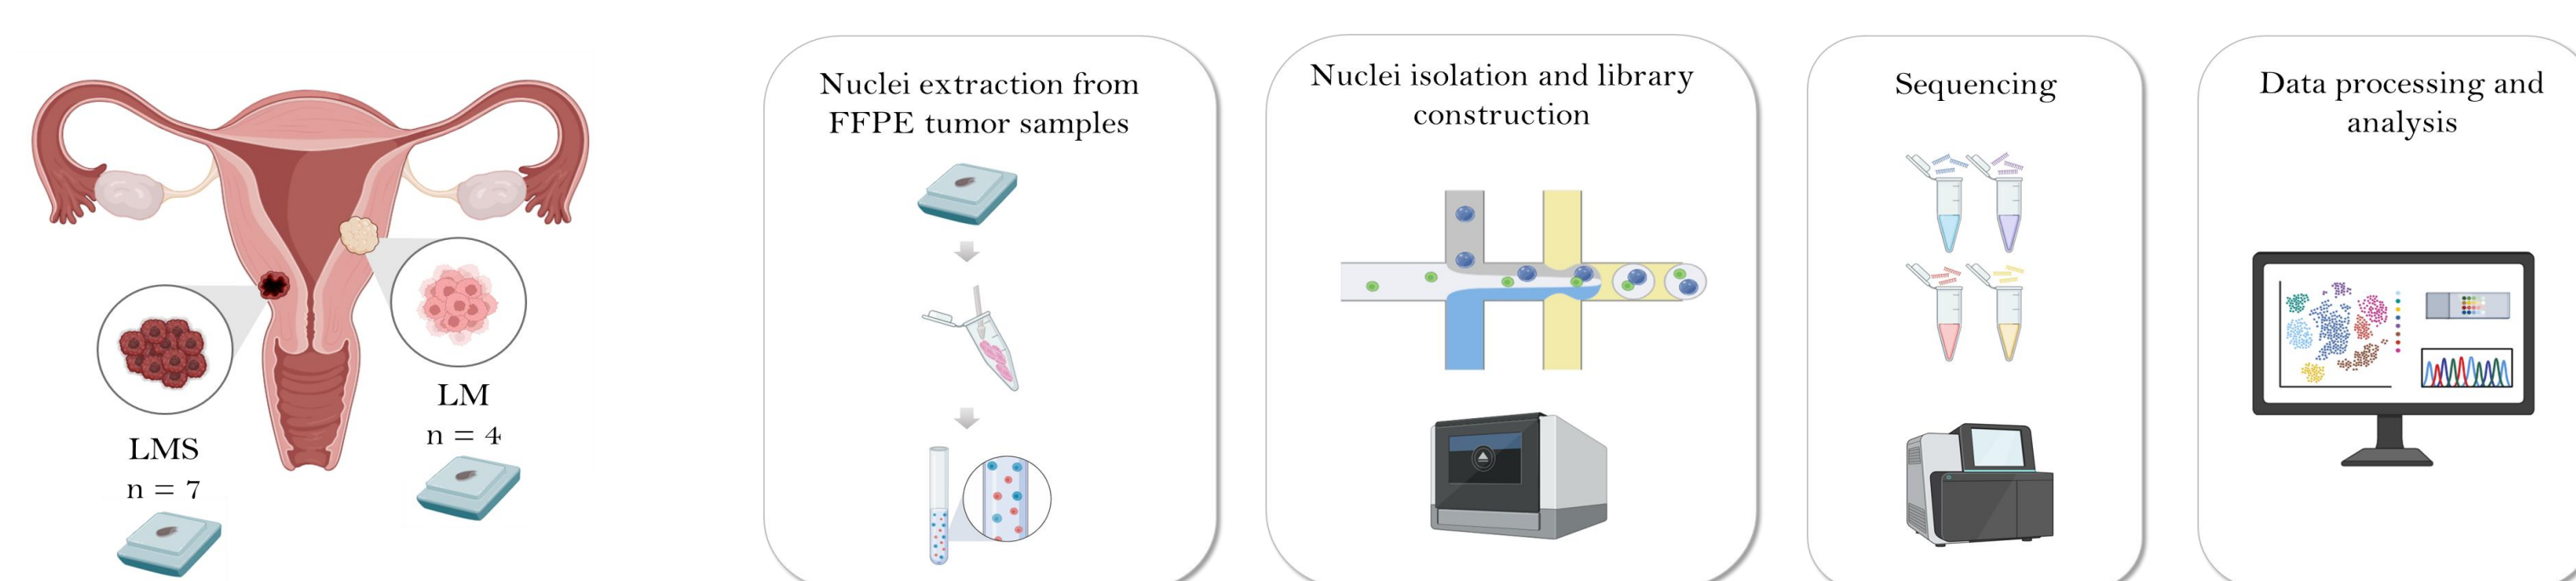 LMS
n = 7
LM
n = 4
Nuclei extraction from
FFPE tumor samples
Nuclei isolation and library
construction
Sequencing
Data processing and
analysis